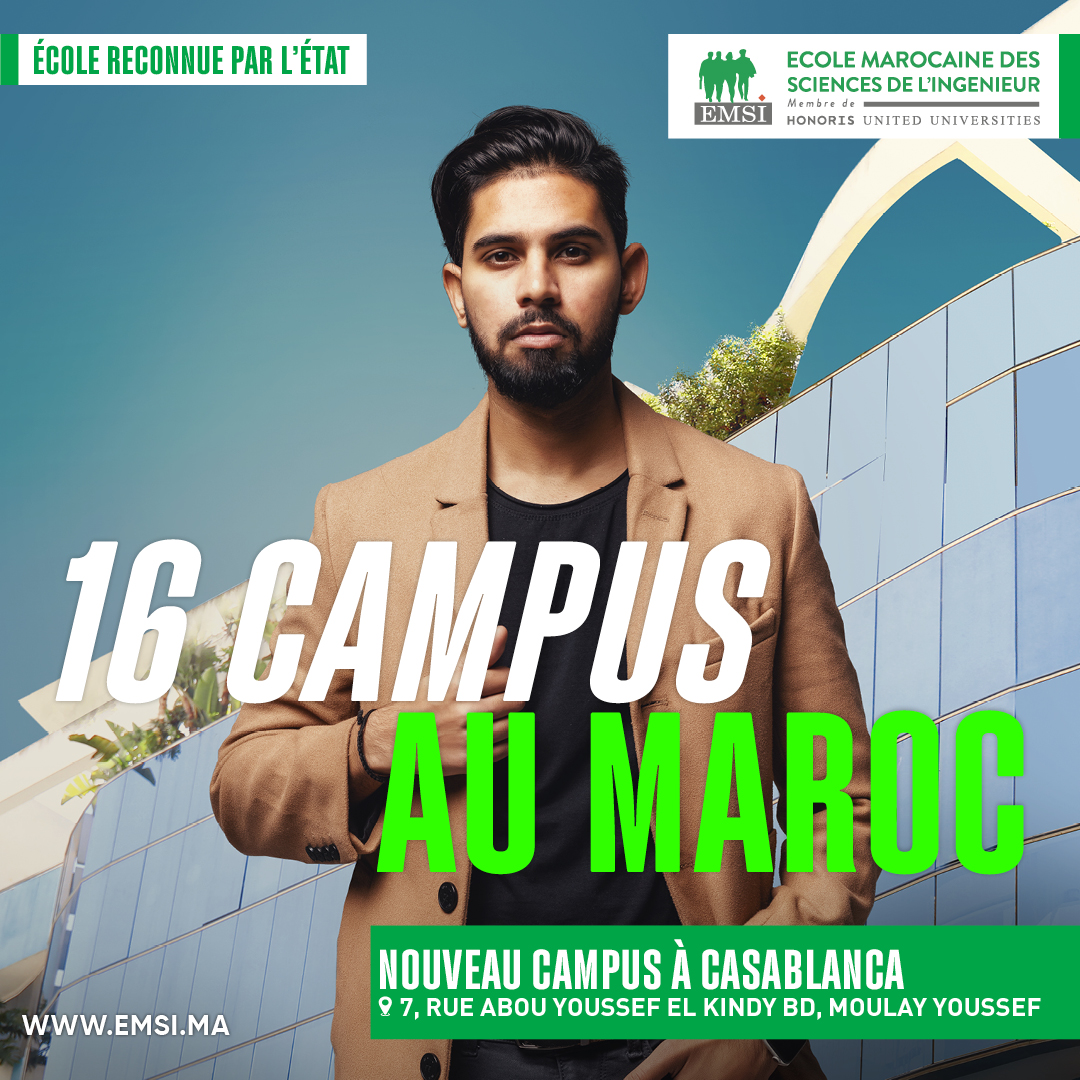 ÉCOLE RECONNUE PAR L'ÉTAT
ECOLE MAROCAINE DES
SCIENCES DE L'INGENIEUR
EMSI
Membre de
HONORIS UNITED UNIVERSITIES
16 CAMPUS
AU MAROC
NOUVEAU CAMPUS À CASABLANCA
7, RUE ABOU YOUSSEF EL KINDY BD, MOULAY YOUSSEF
WWW.EMSI.MA